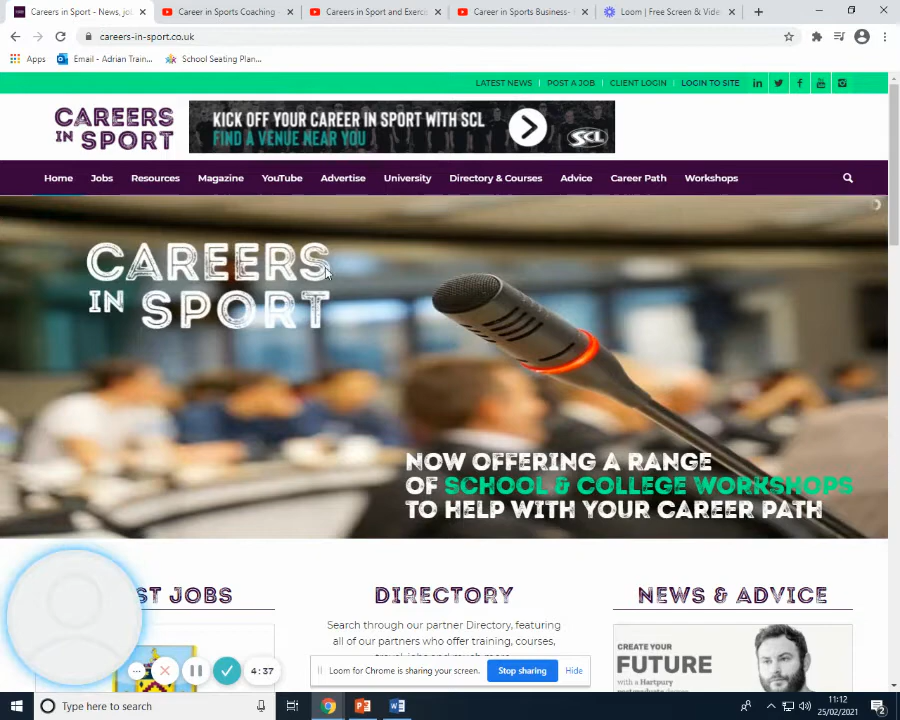 Careers in Sport - News, jo
Career in Sports Coaching
Careers in Sport and Exerci
Career in Sports Business-
Loom | Free Screen & Vide
careers-in-sport.co.uk
Apps
Email - Adrian Train...
School Seating Plan...
LATEST NEWS
POST A JOB
CLIENT LOGIN
LOGIN TO SITE
CAREERS
IN SPORT
KICK OFF YOUR CAREER IN SPORT WITH SCL
FIND A VENUE NEAR YOU
SCL
Home
Jobs
Resources
Magazine
YouTube
Advertise
University
Directory & Courses
Advice
Career Path
Workshops
CAREERS
IN SPORT
NOW OFFERING A RANGE
OF SCHOOL & COLLEGE WORKSHOPS
TO HELP WITH YOUR CAREER PATH
ST JOBS
DIRECTORY
NEWS & ADVICE
Search through our partner Directory, featuring
all of our partners who offer training, courses,
CREATE YOUR
FUTURE
with a Hartpury
4:37
Loom for Chrome is sharing your screen.
Stop sharing
Hide
Type here to search
11:12
25/02/2021
2